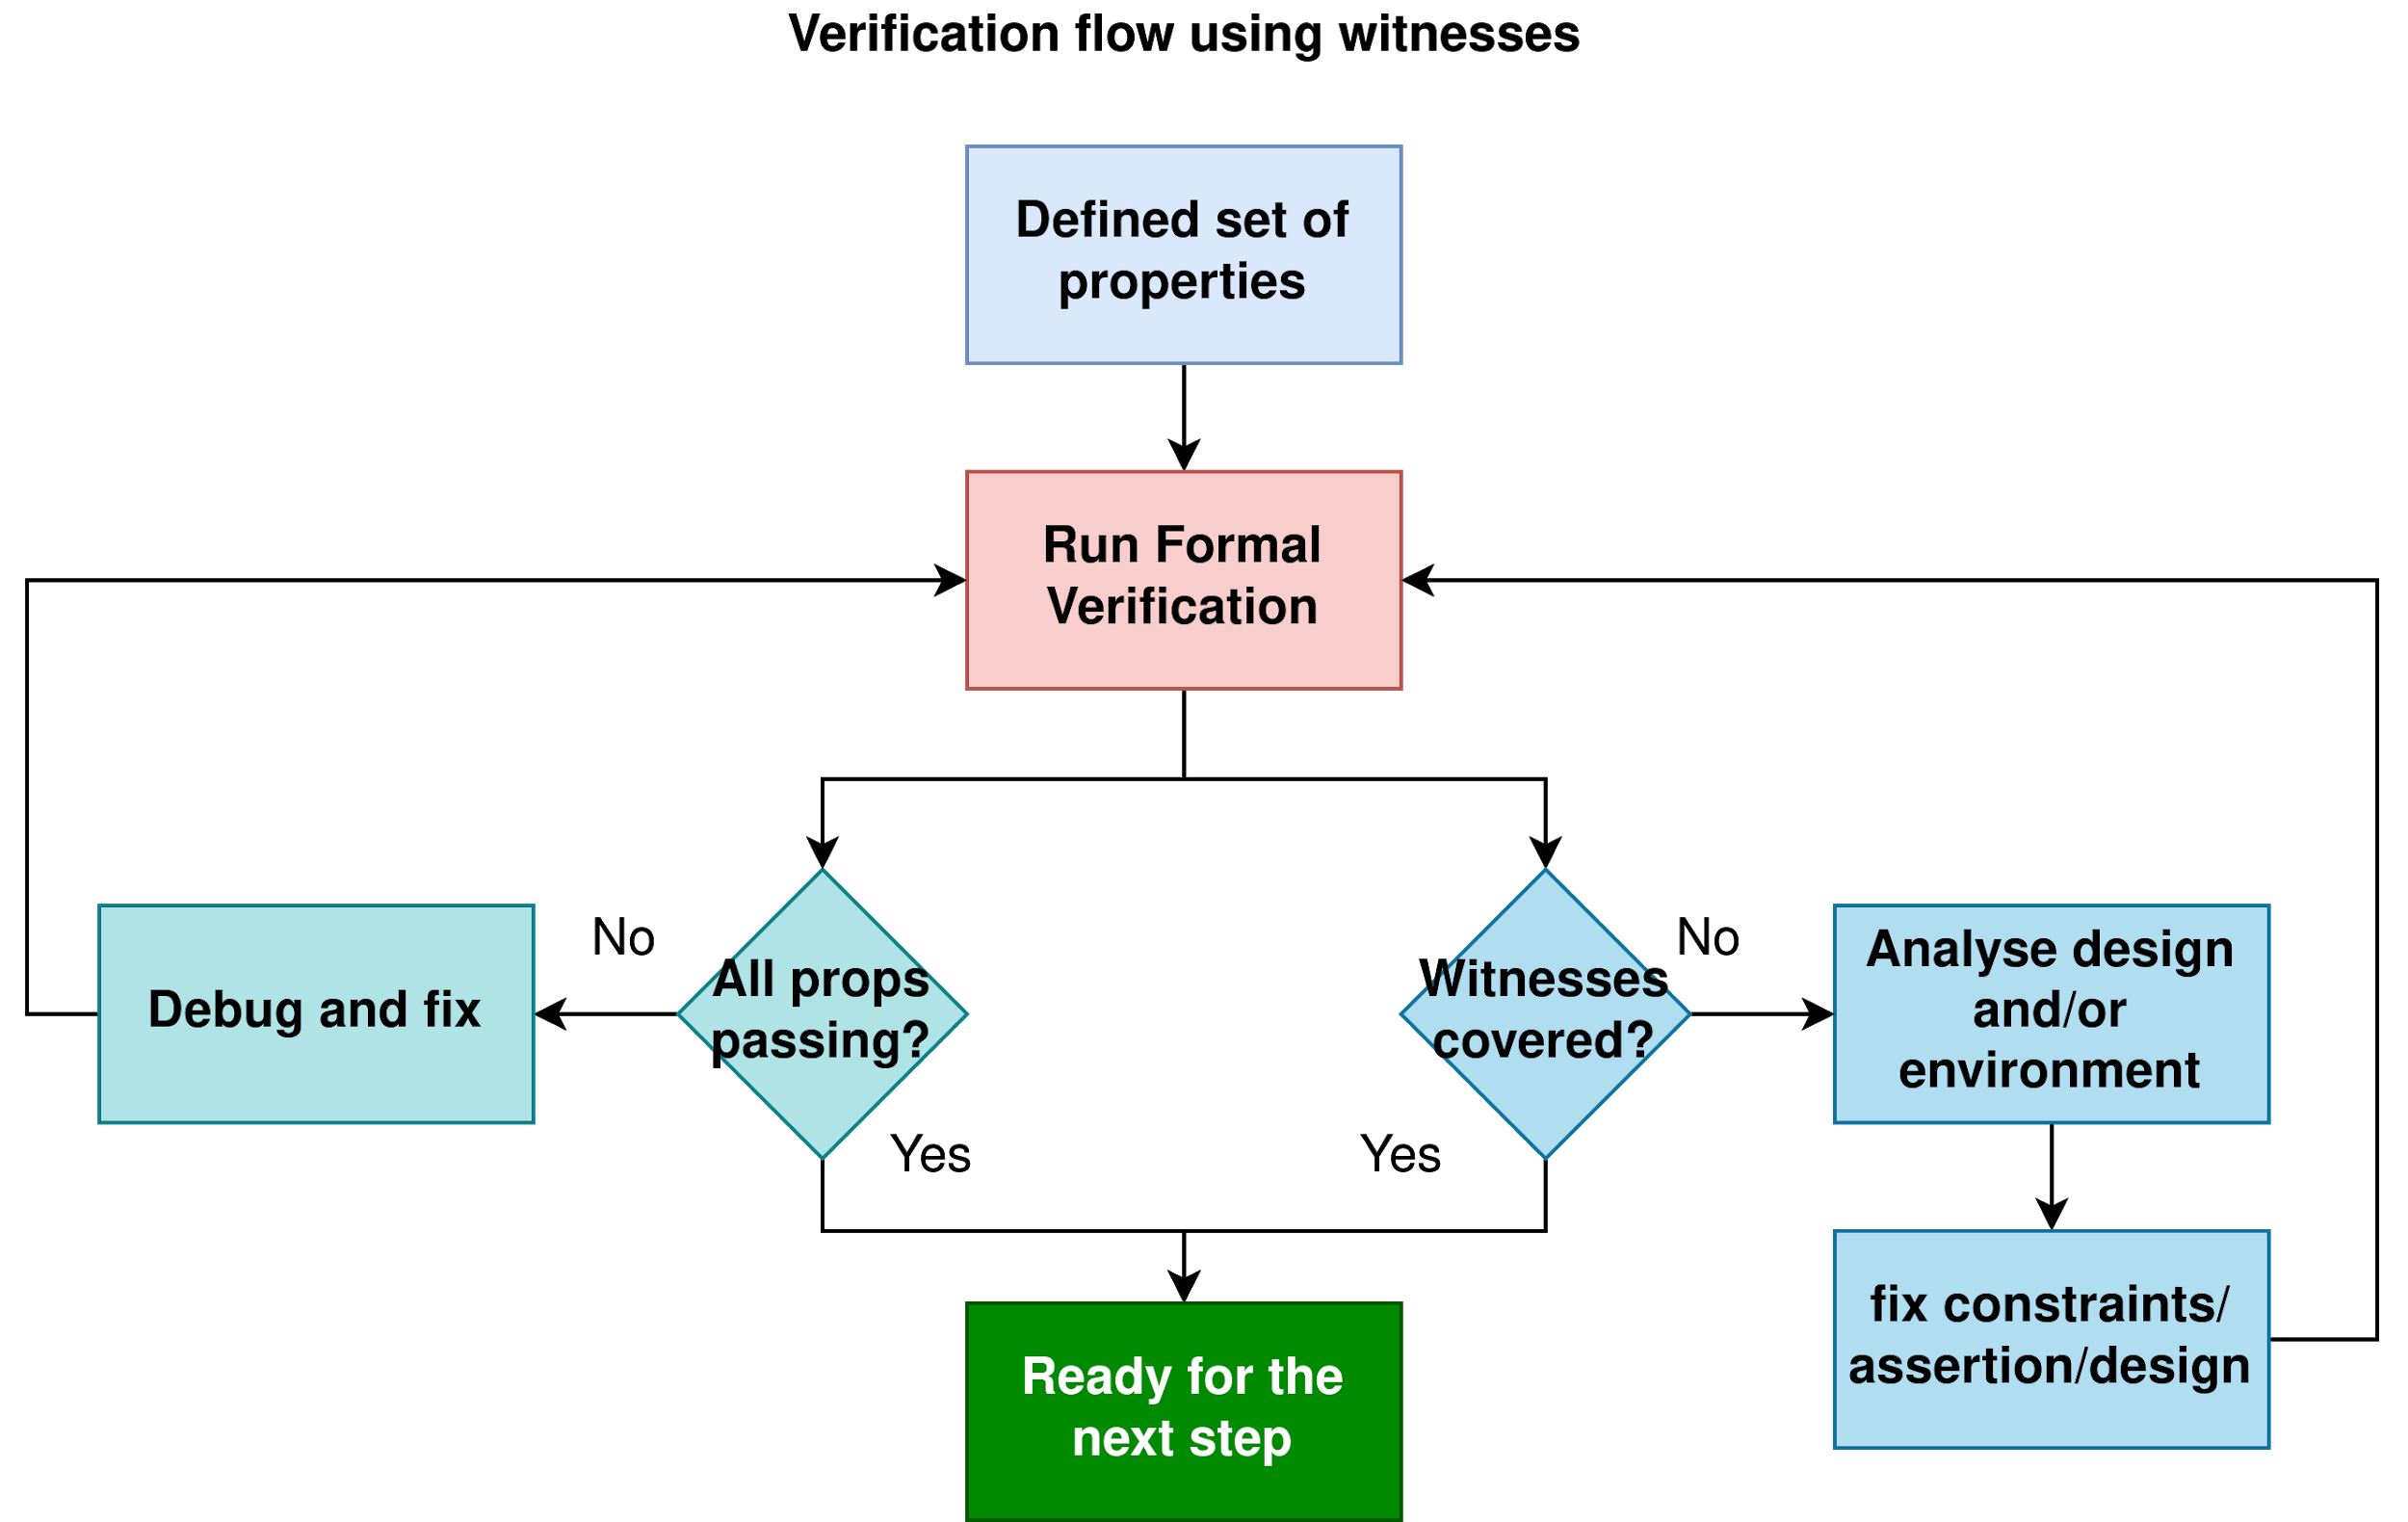 Verification flow using witnesses
Defined set of
properties
Run Formal
Verification
No
No
Debug and fix
All props
passing?
Witnesses
covered?
Analyse design
and/or
environment
Yes
Yes
fix constraints/
assertion/design
Ready for the
next step